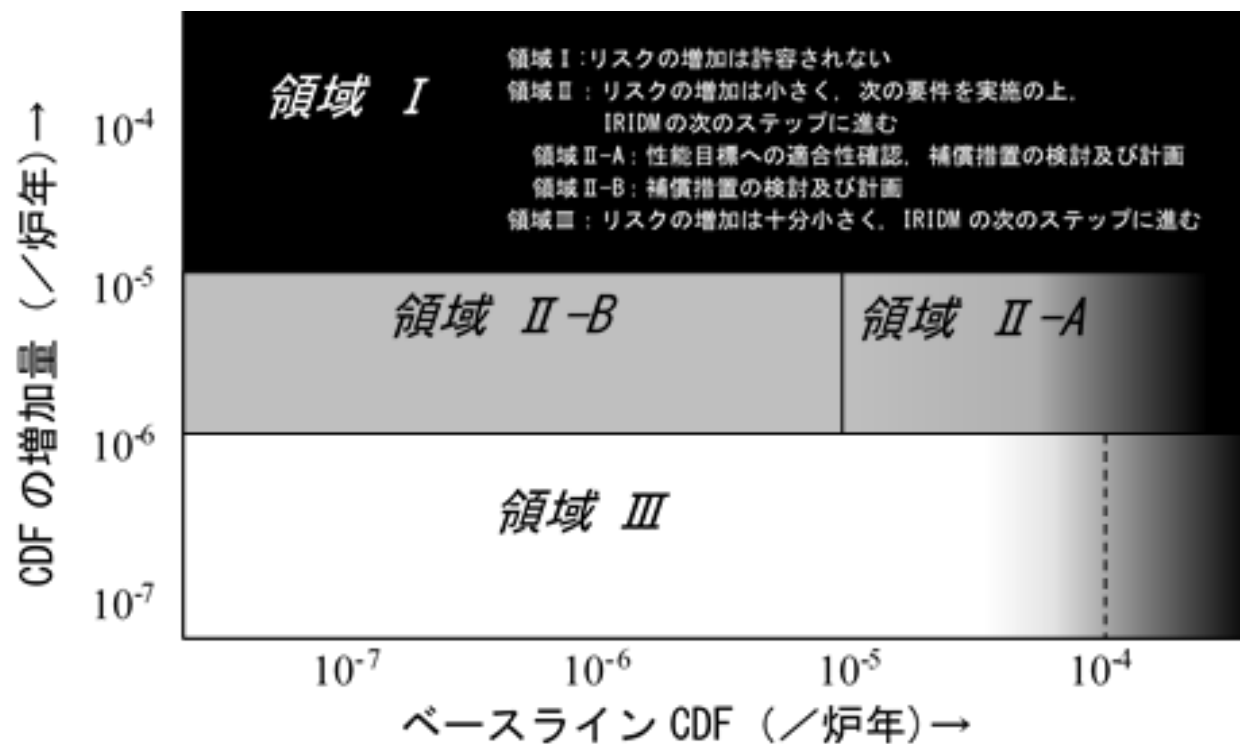 領域 Ⅰ
領域Ⅰ:リスクの増加は許容されない
領域Ⅱ:リスクの増加は小さく，次の要件を実施の上，
IRIDMの次のステップに進む
領域Ⅱ-A:性能目標への適合性確認，補償措置の検討及び計画
領域Ⅱ-B:補償措置の検討及び計画
領域Ⅲ:リスクの増加は十分小さく，IRIDMの次のステップに進む
CDFの増加量(／炉年)→
10⁻⁴
10⁻⁵
領域 Ⅱ-B
領域 Ⅱ-A
10⁻⁶
領域 Ⅲ
10⁻⁷
10⁻⁷ 10⁻⁶ 10⁻⁵ 10⁻⁴
ベースラインCDF(／炉年)→